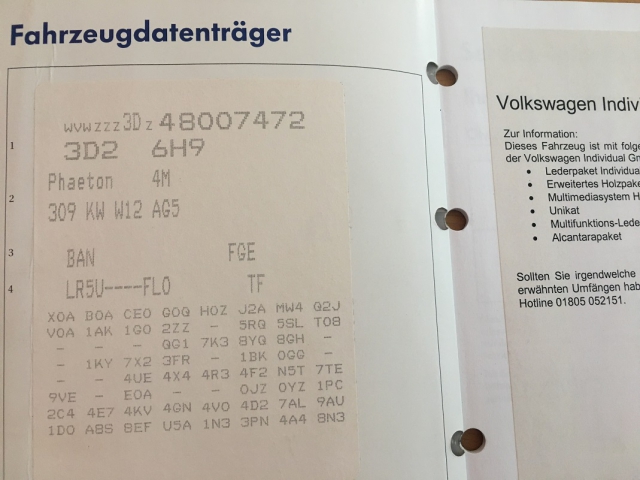 Fahrzeugdatenträger
WVWZZZ3DZ48007472
1
3D2 6H9
Phaeton 4M
2
309 KW W12 AG5
3
BAN FGE
4
LR5U----FL0 TF
X0A B0A CE0 G0Q H0Z J2A MW4 Q2J
V0A 1AK 1G0 2ZZ - 5RQ 5SL T08
- - - QG1 7K3 8YG 8GH -
- 1KY 7X2 3FR - 1BK 0GG -
- - 4UE 4X4 4R3 4F2 N5T 7TE
9VE - E0A - - 0JZ 0YZ 1PC
2C4 4E7 4KV 4GN 4V0 4D2 7AL 9AU
1D0 A8S 8EF U5A 1N3 3PN 4A4 8N3
Volkswagen Indiv
Zur Information:
Dieses Fahrzeug ist mit folge
der Volkswagen Individual Gm
• Lederpaket Individua
• Erweitertes Holzpake
• Multimediasystem H
• Unikat
• Multifunktions-Lede
• Alcantarapaket
Sollten Sie irgendwelche
erwähnten Umfängen hab
Hotline 01805 052151.